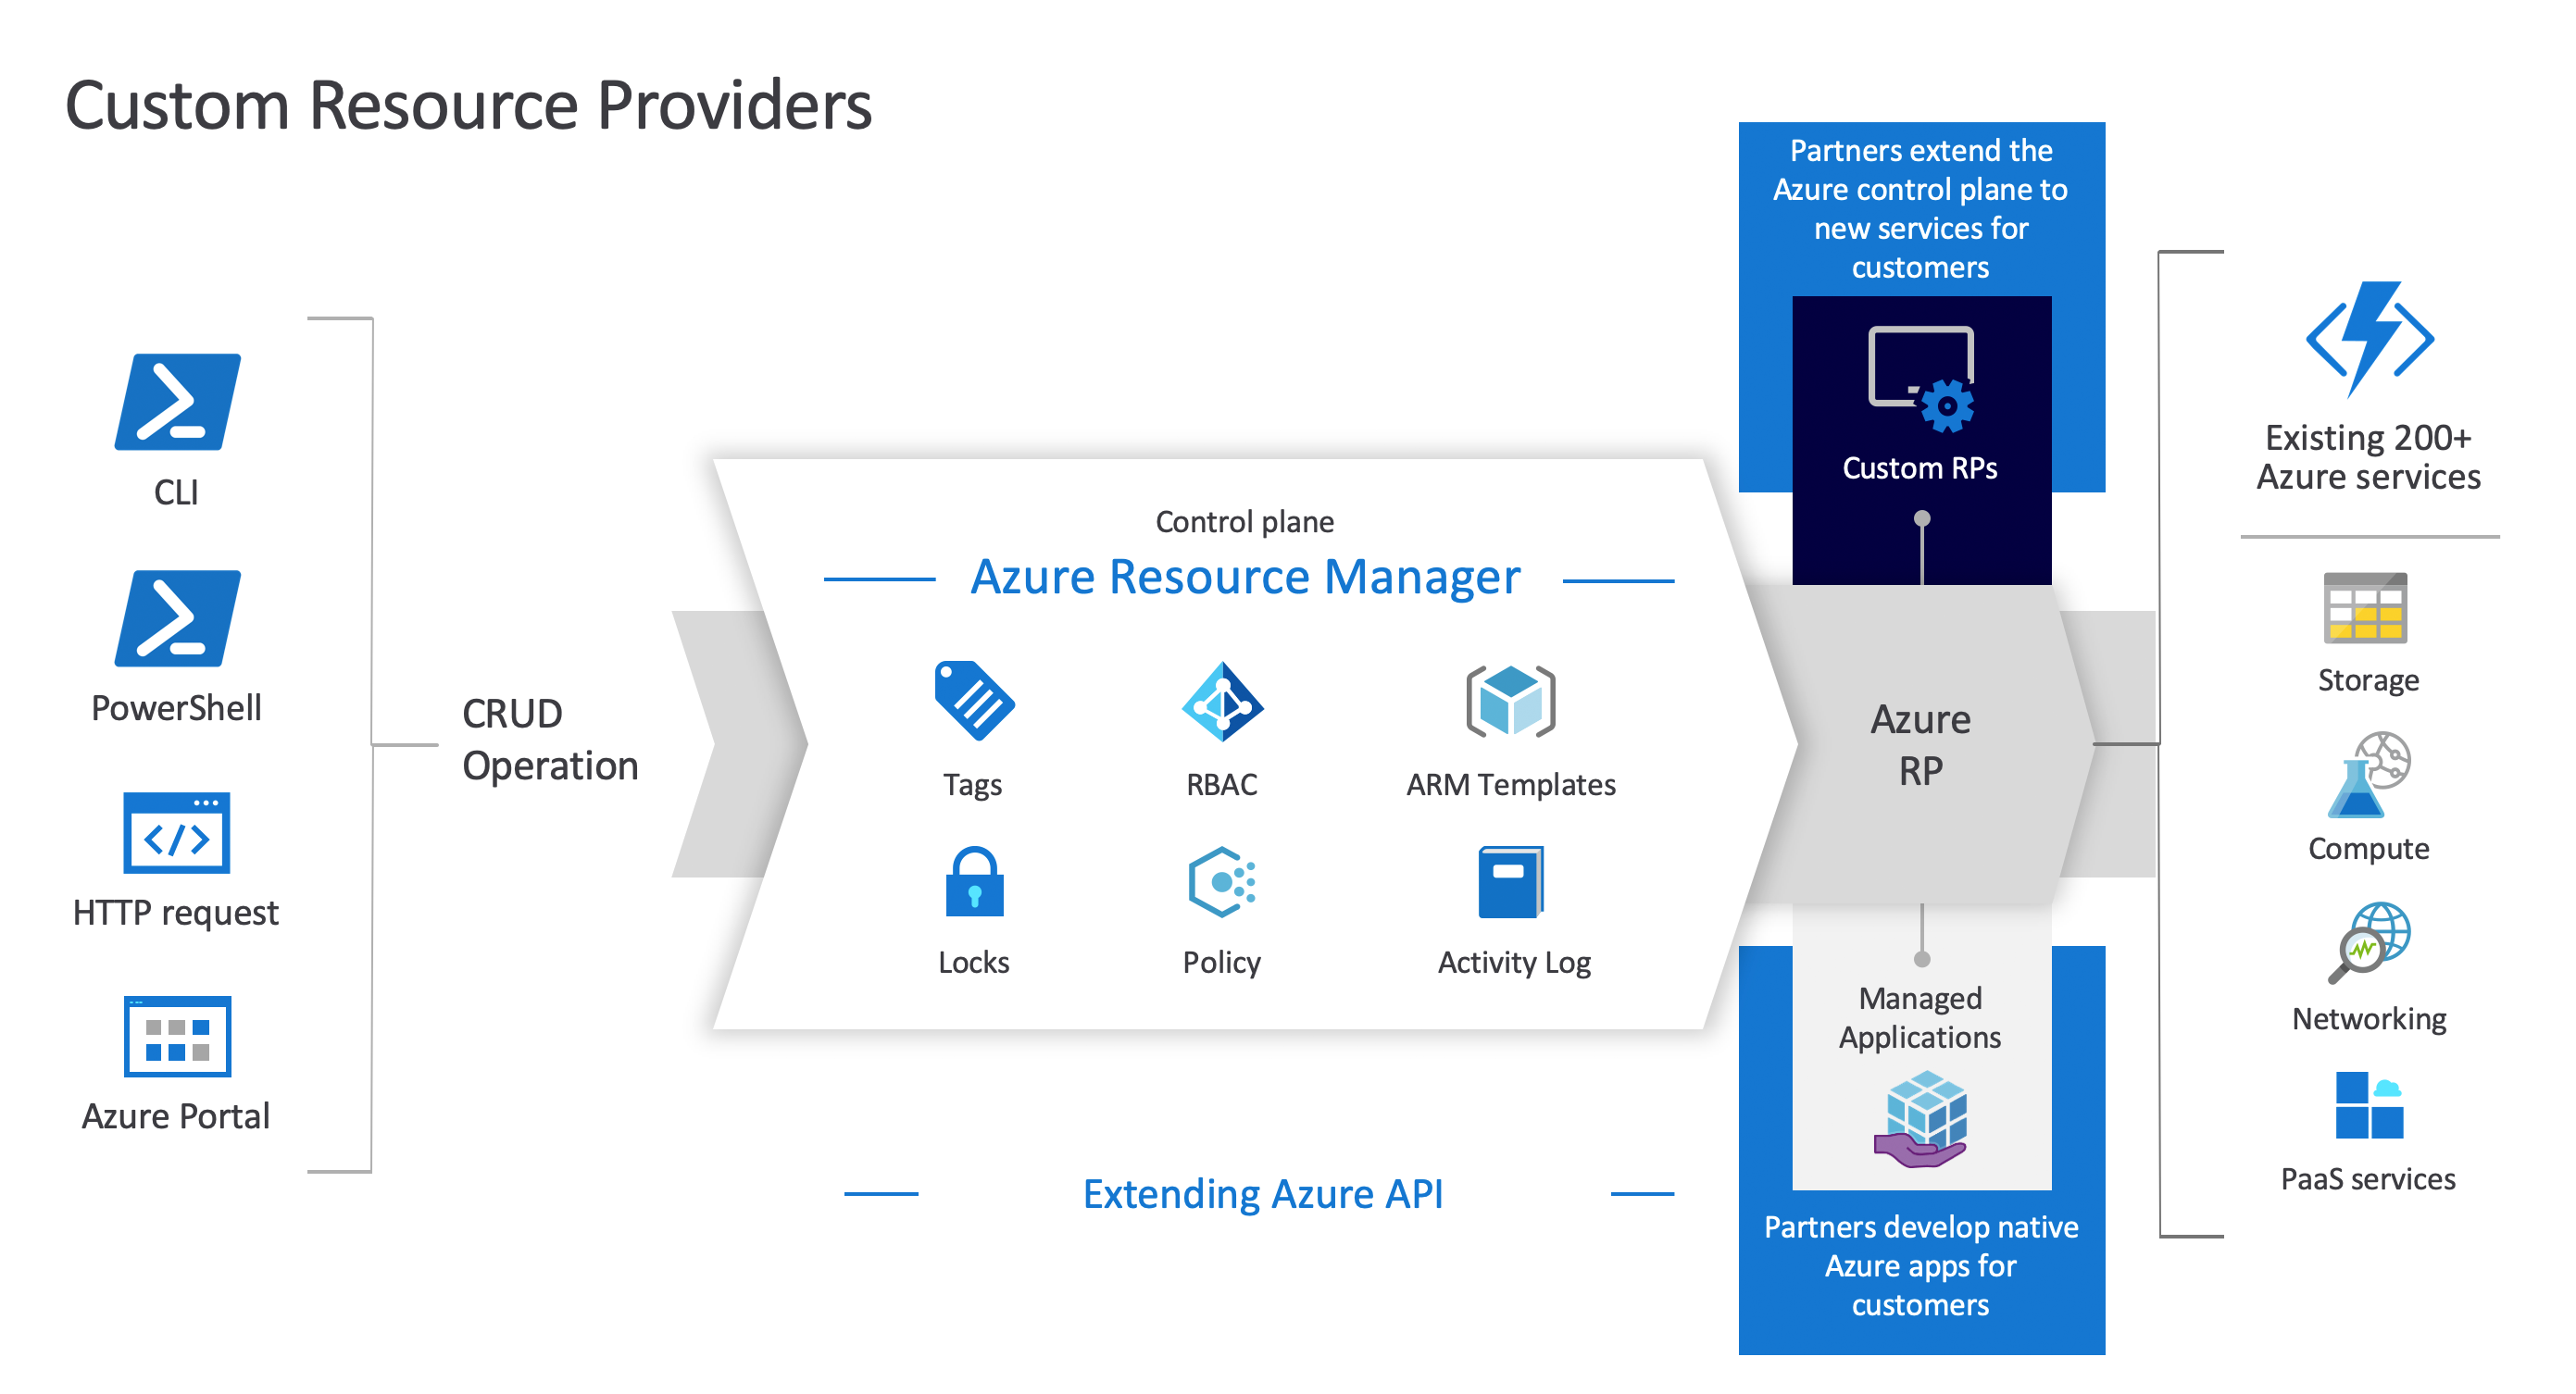 Custom Resource Providers
CLI
PowerShell
HTTP request
Azure Portal
CRUD
Operation
Control plane
Azure Resource Manager
Tags
RBAC
ARM Templates
Locks
Policy
Activity Log
Extending Azure API
Partners extend the
Azure control plane to
new services for
customers
Custom RPs
Azure
RP
Managed
Applications
Partners develop native
Azure apps for
customers
Existing 200+
Azure services
Storage
Compute
Networking
PaaS services